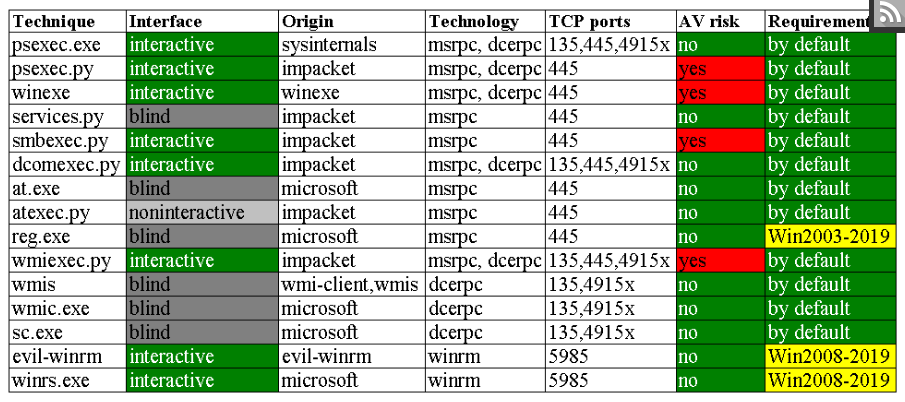 Technique Interface Origin Technology TCP ports AV risk Requirement
psexec.exe interactive sysinternals msrpc, dcerpc 135,445,4915x no by default
psexec.py interactive impacket msrpc, dcerpc 445 yes by default
winexe interactive winexe msrpc, dcerpc 445 yes by default
services.py blind impacket msrpc 445 no by default
smbexec.py interactive impacket msrpc 445 yes by default
dcomexec.py interactive impacket msrpc, dcerpc 135,445,4915x no by default
at.exe blind microsoft msrpc 445 no by default
atexec.py noninteractive impacket msrpc 445 no by default
reg.exe blind microsoft msrpc 445 no Win2003-2019
wmiexec.py interactive impacket msrpc, dcerpc 135,445,4915x yes by default
wmis blind wmi-client,wmis dcerpc 135,4915x no by default
wmic.exe blind microsoft dcerpc 135,4915x no by default
sc.exe blind microsoft dcerpc 135,4915x no by default
evil-winrm interactive evil-winrm winrm 5985 no Win2008-2019
winrs.exe interactive microsoft winrm 5985 no Win2008-2019